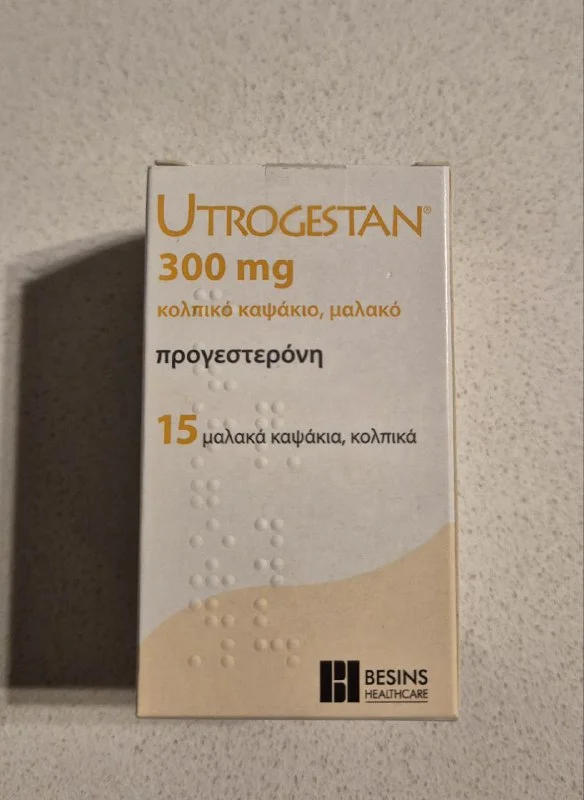 UTROGESTAN®
300 mg
κολπικό καψάκιο, μαλακό
προγεστερόνη
15 μαλακά καψάκια, κολπικά
BESINS
HEALTHCARE